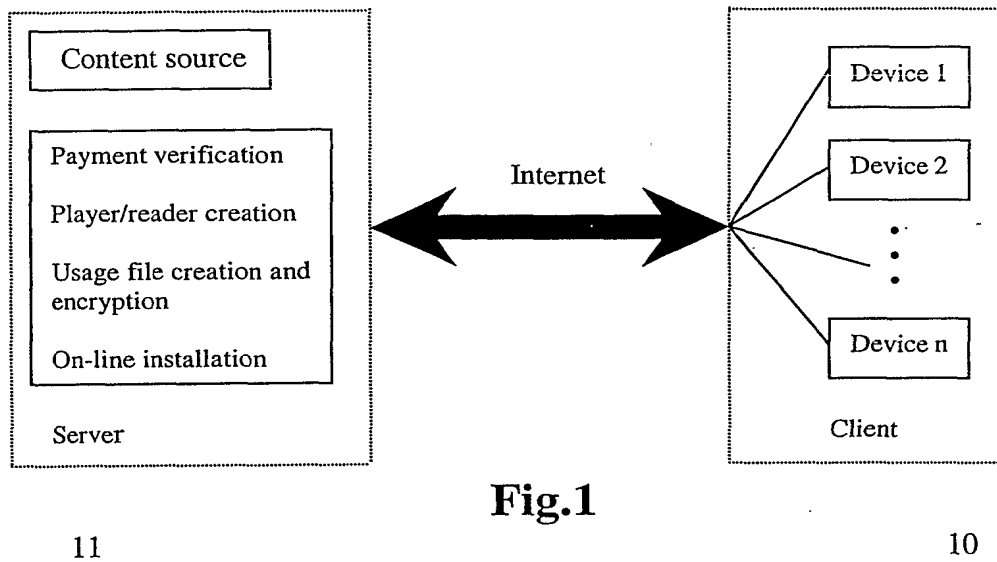 Content source
Payment verification
Player/reader creation
Usage file creation and
encryption
On-line installation
Server
Internet
Device 1
Device 2
Device n
Client
Fig.1
11
10